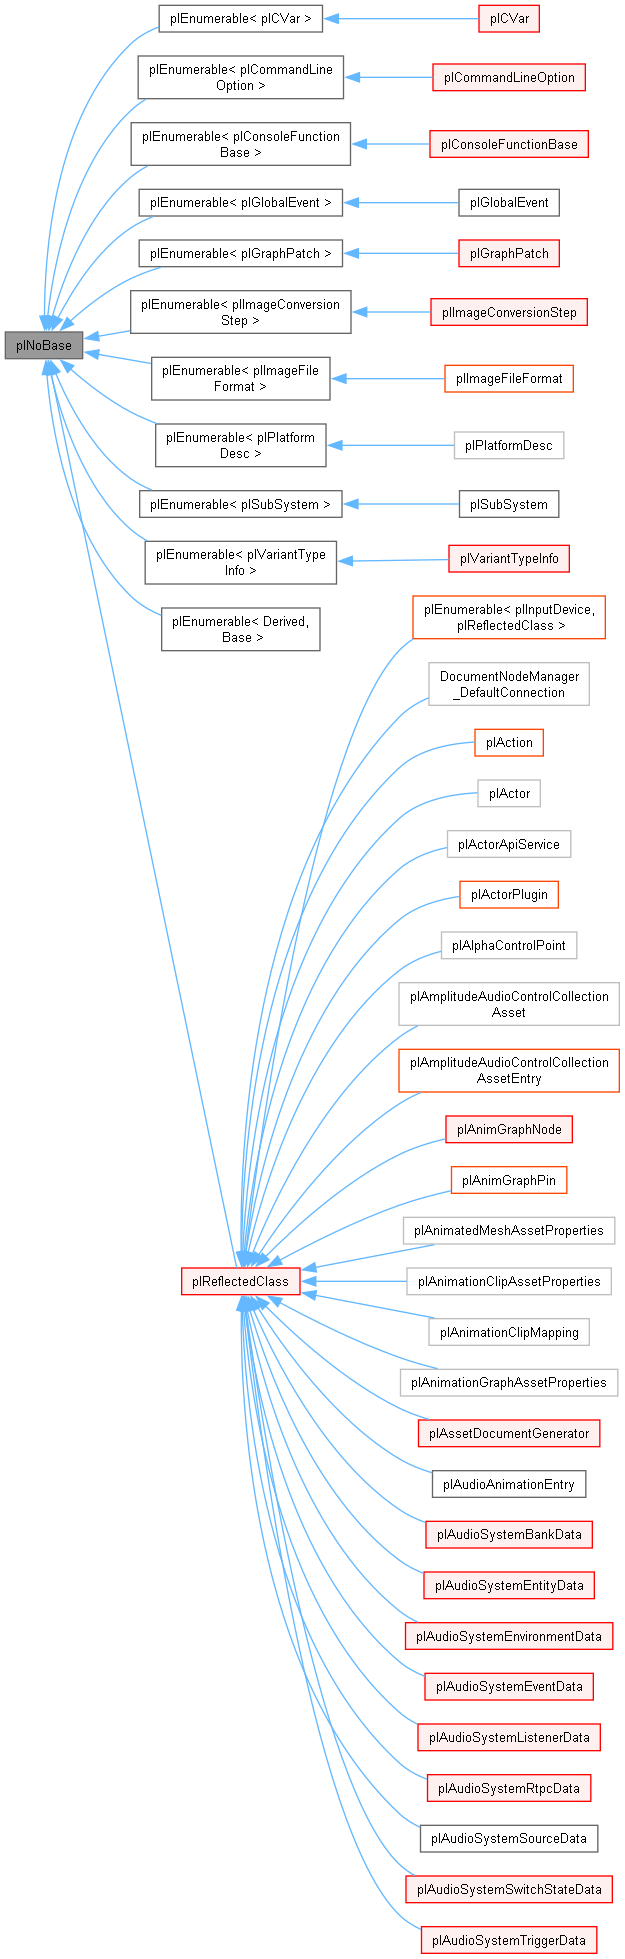 plEnumerable< plCVar >
plCVar
plEnumerable< plCommandLine
Option >
plCommandLineOption
plEnumerable< plConsoleFunction
Base >
plConsoleFunctionBase
plEnumerable< plGlobalEvent >
plGlobalEvent
plEnumerable< plGraphPatch >
plGraphPatch
plEnumerable< plImageConversion
Step >
plImageConversionStep
plNoBase
plEnumerable< plImageFile
Format >
plImageFileFormat
plEnumerable< plPlatform
Desc >
plPlatformDesc
plEnumerable< plSubSystem >
plSubSystem
plEnumerable< plVariantType
Info >
plVariantTypeInfo
plEnumerable< Derived,
Base >
plEnumerable< plInputDevice,
plReflectedClass >
DocumentNodeManager
_DefaultConnection
plAction
plActor
plActorApiService
plActorPlugin
plAlphaControlPoint
plAmplitudeAudioControlCollection
Asset
plAmplitudeAudioControlCollection
AssetEntry
plAnimGraphNode
plAnimGraphPin
plAnimatedMeshAssetProperties
plReflectedClass
plAnimationClipAssetProperties
plAnimationClipMapping
plAnimationGraphAssetProperties
plAssetDocumentGenerator
plAudioAnimationEntry
plAudioSystemBankData
plAudioSystemEntityData
plAudioSystemEnvironmentData
plAudioSystemEventData
plAudioSystemListenerData
plAudioSystemRtpcData
plAudioSystemSourceData
plAudioSystemSwitchStateData
plAudioSystemTriggerData